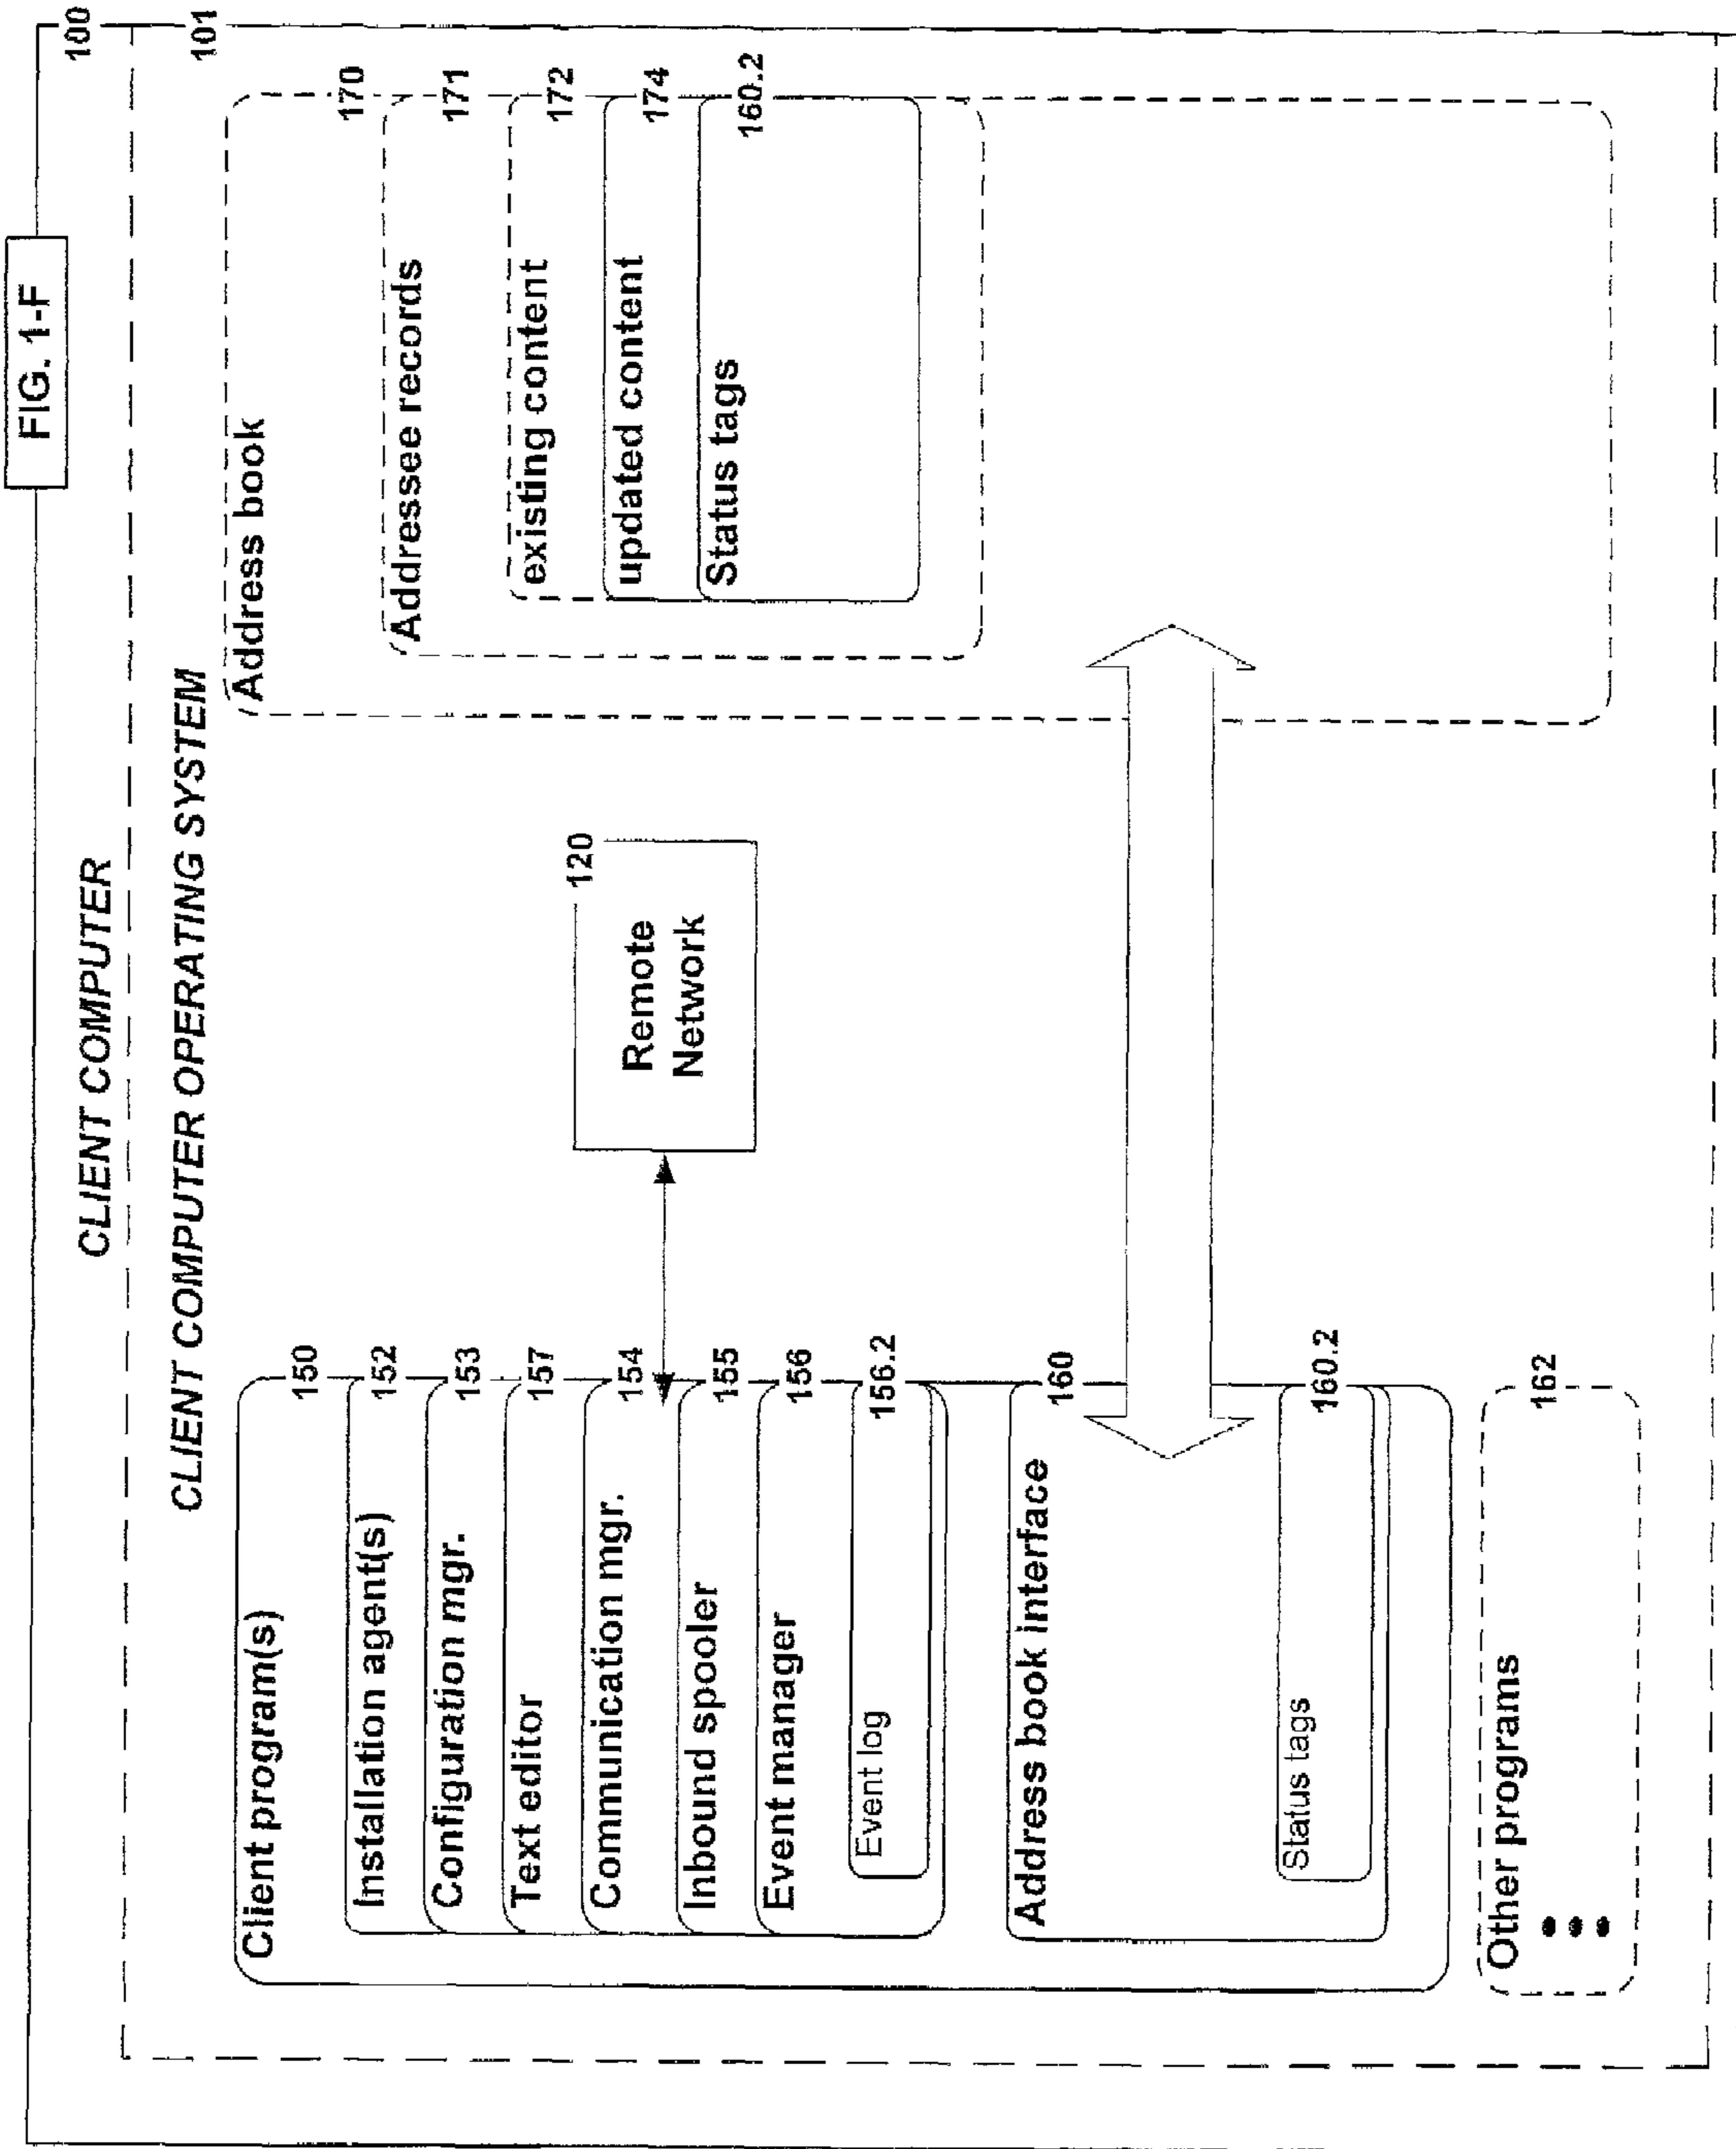 FIG. 1-F
100
CLIENT COMPUTER
101
CLIENT COMPUTER OPERATING SYSTEM
Client program(s)
150
Installation agent(s)
152
Configuration mgr.
153
Text editor
157
Communication mgr.
154
Inbound spooler
155
Event manager
156
Event log
156.2
Address book interface
160
Status tags
160.2
Other programs
162
120
Remote
Network
Address book
170
Addressee records
171
existing content
172
updated content
174
Status tags
160.2